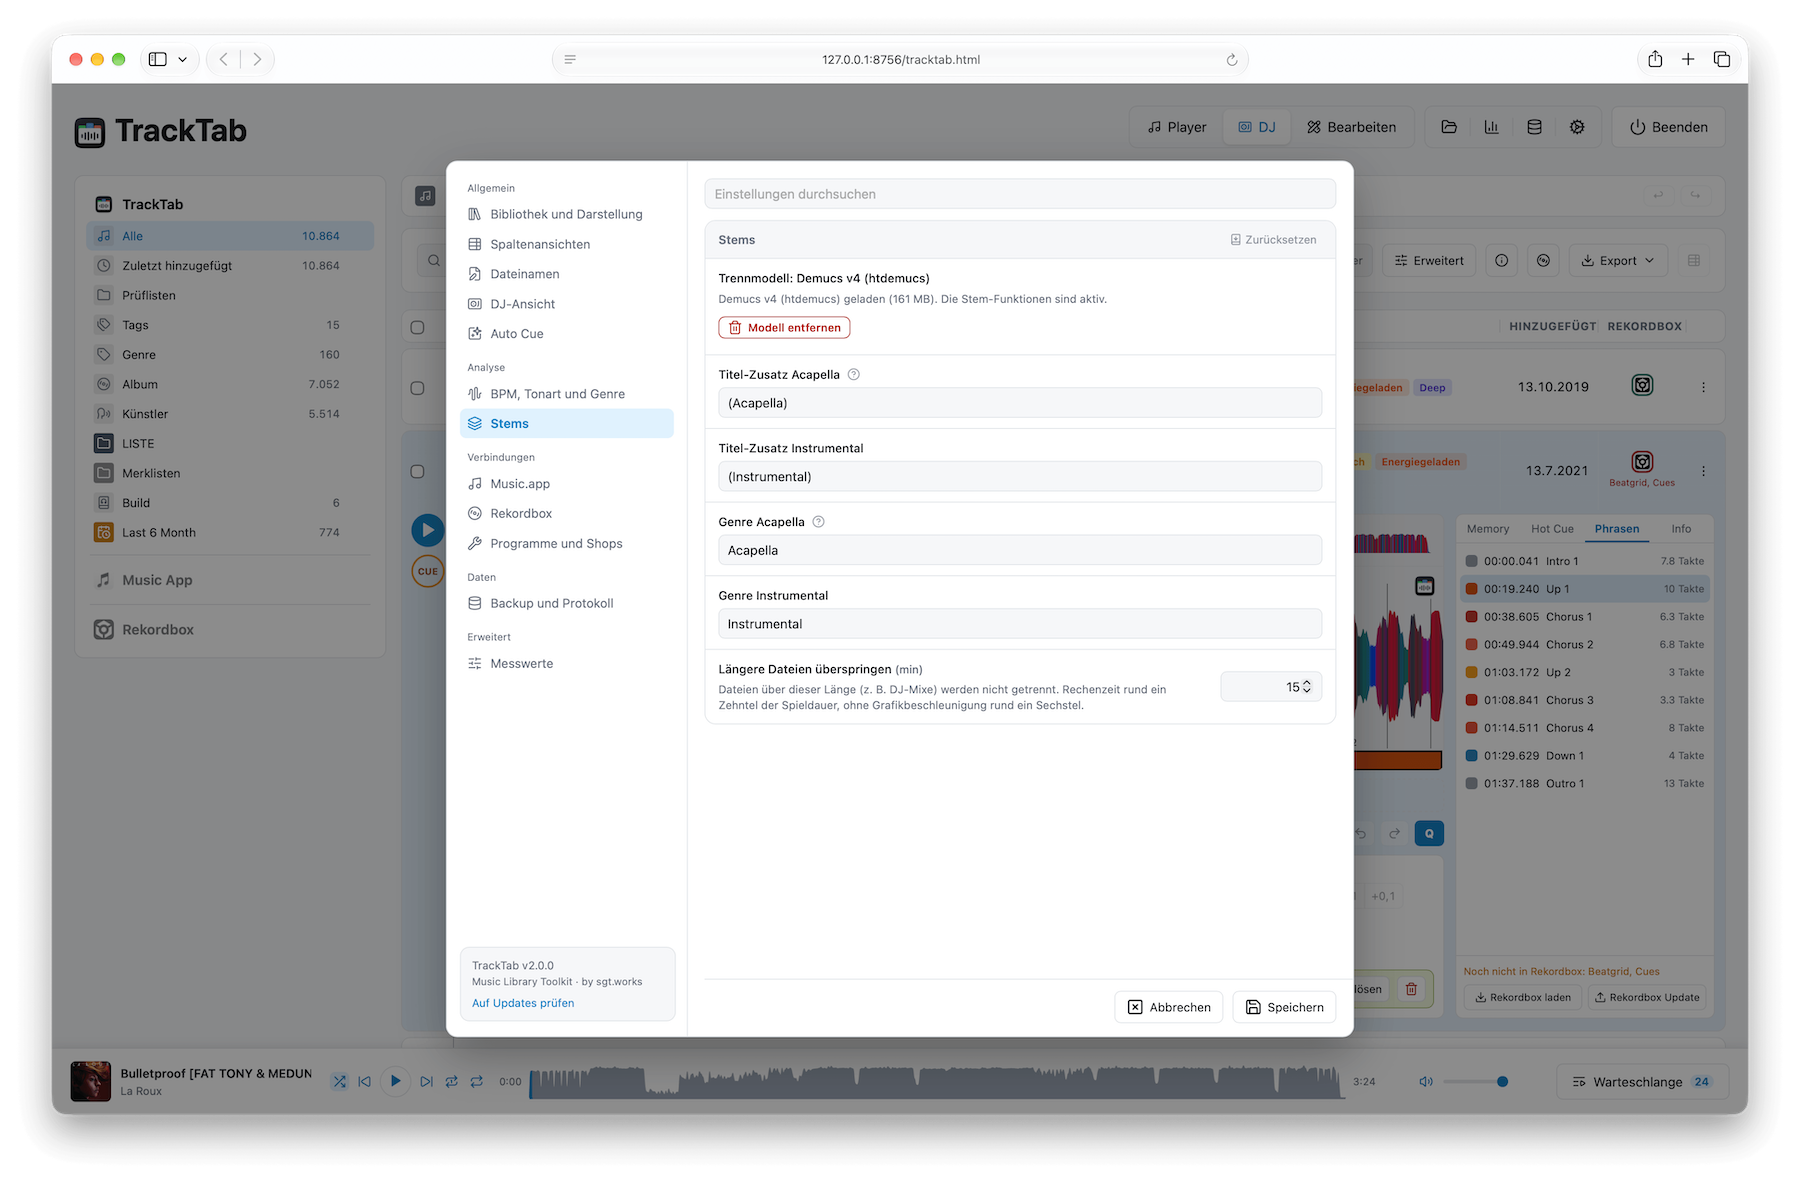 127.0.0.1:8756/tracktab.html
TrackTab
Player
DJ
Bearbeiten
Beenden
TrackTab
Alle 10.864
Zuletzt hinzugefügt 10.864
Prüflisten
Tags 15
Genre 160
Album 7.052
Künstler 5.514
LISTE
Merklisten
Build 6
Last 6 Month 774
Music App
Rekordbox
Allgemein
Bibliothek und Darstellung
Spaltenansichten
Dateinamen
DJ-Ansicht
Auto Cue
Analyse
BPM, Tonart und Genre
Stems
Verbindungen
Music.app
Rekordbox
Programme und Shops
Daten
Backup und Protokoll
Erweitert
Messwerte
TrackTab v2.0.0
Music Library Toolkit · by sgt.works
Auf Updates prüfen
Einstellungen durchsuchen
Stems
Zurücksetzen
Trennmodell: Demucs v4 (htdemucs)
Demucs v4 (htdemucs) geladen (161 MB). Die Stem-Funktionen sind aktiv.
Modell entfernen
Titel-Zusatz Acapella
(Acapella)
Titel-Zusatz Instrumental
(Instrumental)
Genre Acapella
Acapella
Genre Instrumental
Instrumental
Längere Dateien überspringen (min)
Dateien über dieser Länge (z. B. DJ-Mixe) werden nicht getrennt. Rechenzeit rund ein
Zehntel der Spieldauer, ohne Grafikbeschleunigung rund ein Sechstel.
15
Abbrechen
Speichern
er
Erweitert
Export
HINZUGEFÜGT REKORDBOX
iegeladen Deep 13.10.2019
ch Energiegeladen 13.7.2021
Beatgrid, Cues
CUE
Memory Hot Cue Phrasen Info
00:00.041 Intro 1 7.8 Takte
00:19.240 Up 1 10 Takte
00:38.605 Chorus 1 6.3 Takte
00:49.944 Chorus 2 6.8 Takte
01:03.172 Up 2 3 Takte
01:08.841 Chorus 3 3.3 Takte
01:14.511 Chorus 4 8 Takte
01:29.629 Down 1 4 Takte
01:37.188 Outro 1 13 Takte
Q
+0,1
lösen
Noch nicht in Rekordbox: Beatgrid, Cues
Rekordbox laden
Rekordbox Update
Bulletproof [FAT TONY & MEDUN
La Roux
0:00
3:24
Warteschlange 24